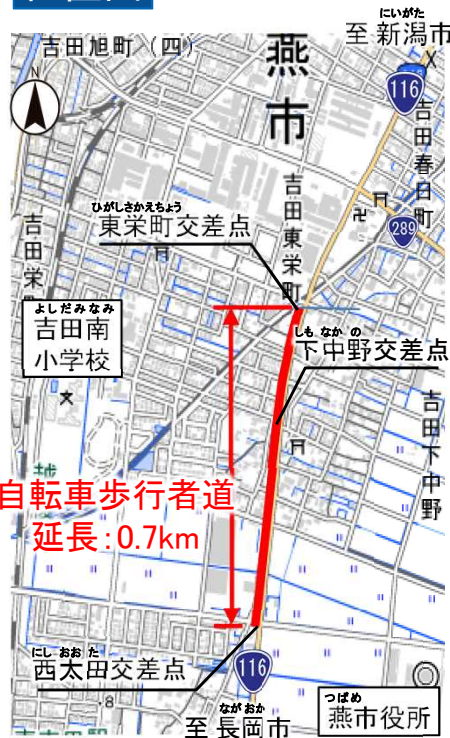 にいがた
至 新潟市
吉田旭町(四)
燕市
N
116
吉田春日町
吉田東栄町
289
ひがしさかえちょう
東栄町交差点
吉田栄町
よしだみなみ
吉田南
小学校
しもなかの
下中野交差点
吉田下中野
越
自転車歩行者道
延長:0.7km
にしおおた
西太田交差点
116
ながおか
至 長岡市
つばめ
燕市役所
8